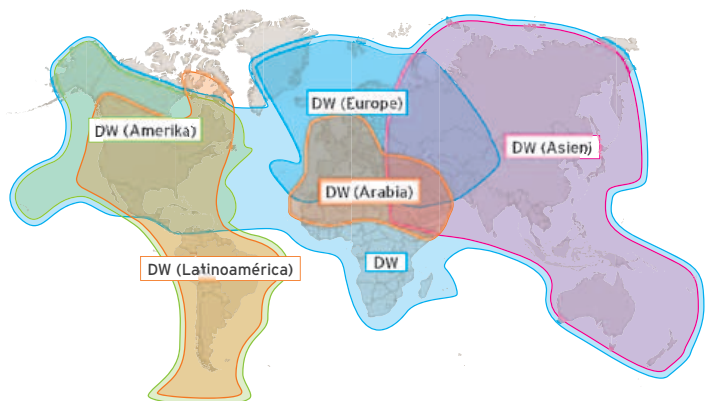 DW (Europe)
DW (Amerika)
DW (Asien)
DW (Arabia)
DW
DW (Latinoamérica)